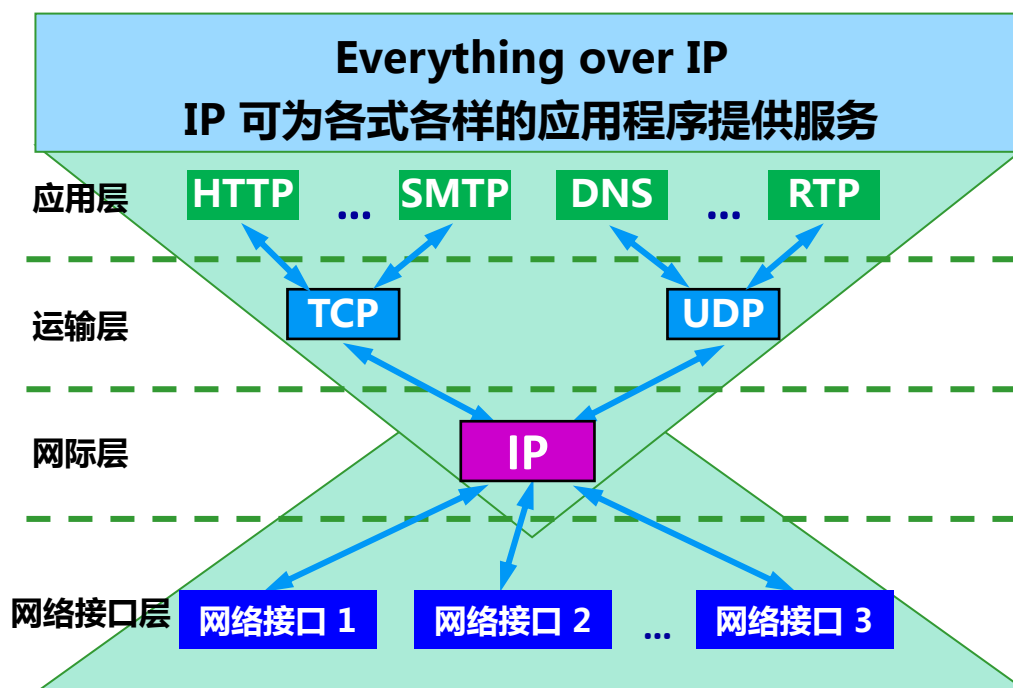 Everything over IP
IP 可为各式各样的应用程序提供服务
应用层 HTTP … SMTP DNS … RTP
运输层 TCP UDP
网际层 IP
网络接口层 网络接口 1 网络接口 2 … 网络接口 3